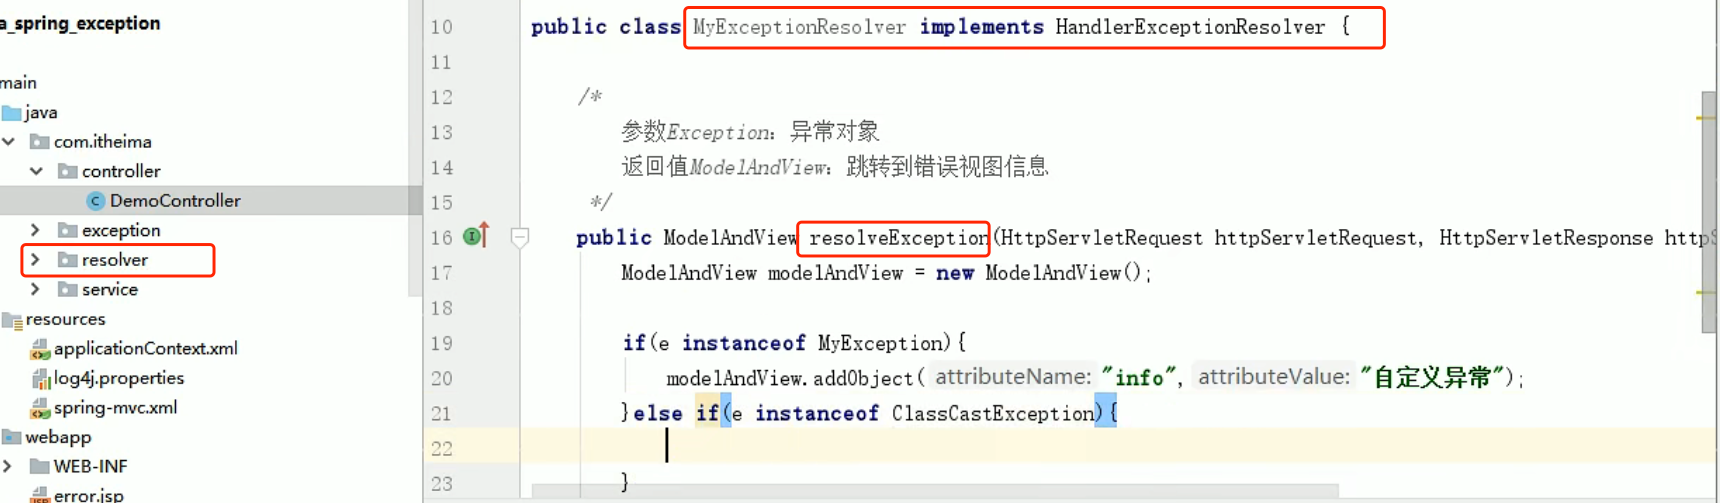 a_spring_exception
main
java
com.itheima
controller
DemoController
exception
resolver
service
resources
applicationContext.xml
log4j.properties
spring-mvc.xml
webapp
WEB-INF
error.jsp
10 public class MyExceptionResolver implements HandlerExceptionResolver {
11
12 /*
13 参数Exception：异常对象
14 返回值ModelAndView：跳转到错误视图信息
15 */
16 public ModelAndView resolveException(HttpServletRequest httpServletRequest, HttpServletResponse httpS
17 ModelAndView modelAndView = new ModelAndView();
18
19 if(e instanceof MyException){
20 modelAndView.addObject( attributeName: "info", attributeValue: "自定义异常");
21 }else if(e instanceof ClassCastException){
22
23 }